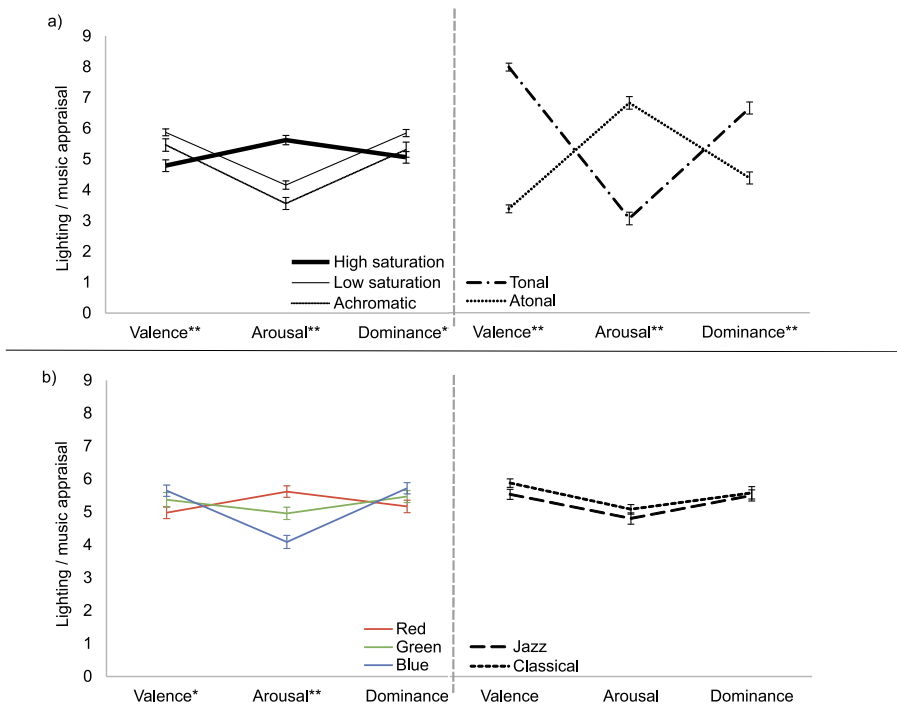 a)
Lighting / music appraisal
9
8
7
6
5
4
3
2
1
0
High saturation
Low saturation
Achromatic
Tonal
Atonal
Valence** Arousal** Dominance* Valence** Arousal** Dominance**
b)
Lighting / music appraisal
9
8
7
6
5
4
3
2
1
0
Red
Green
Blue
Jazz
Classical
Valence* Arousal** Dominance Valence Arousal Dominance